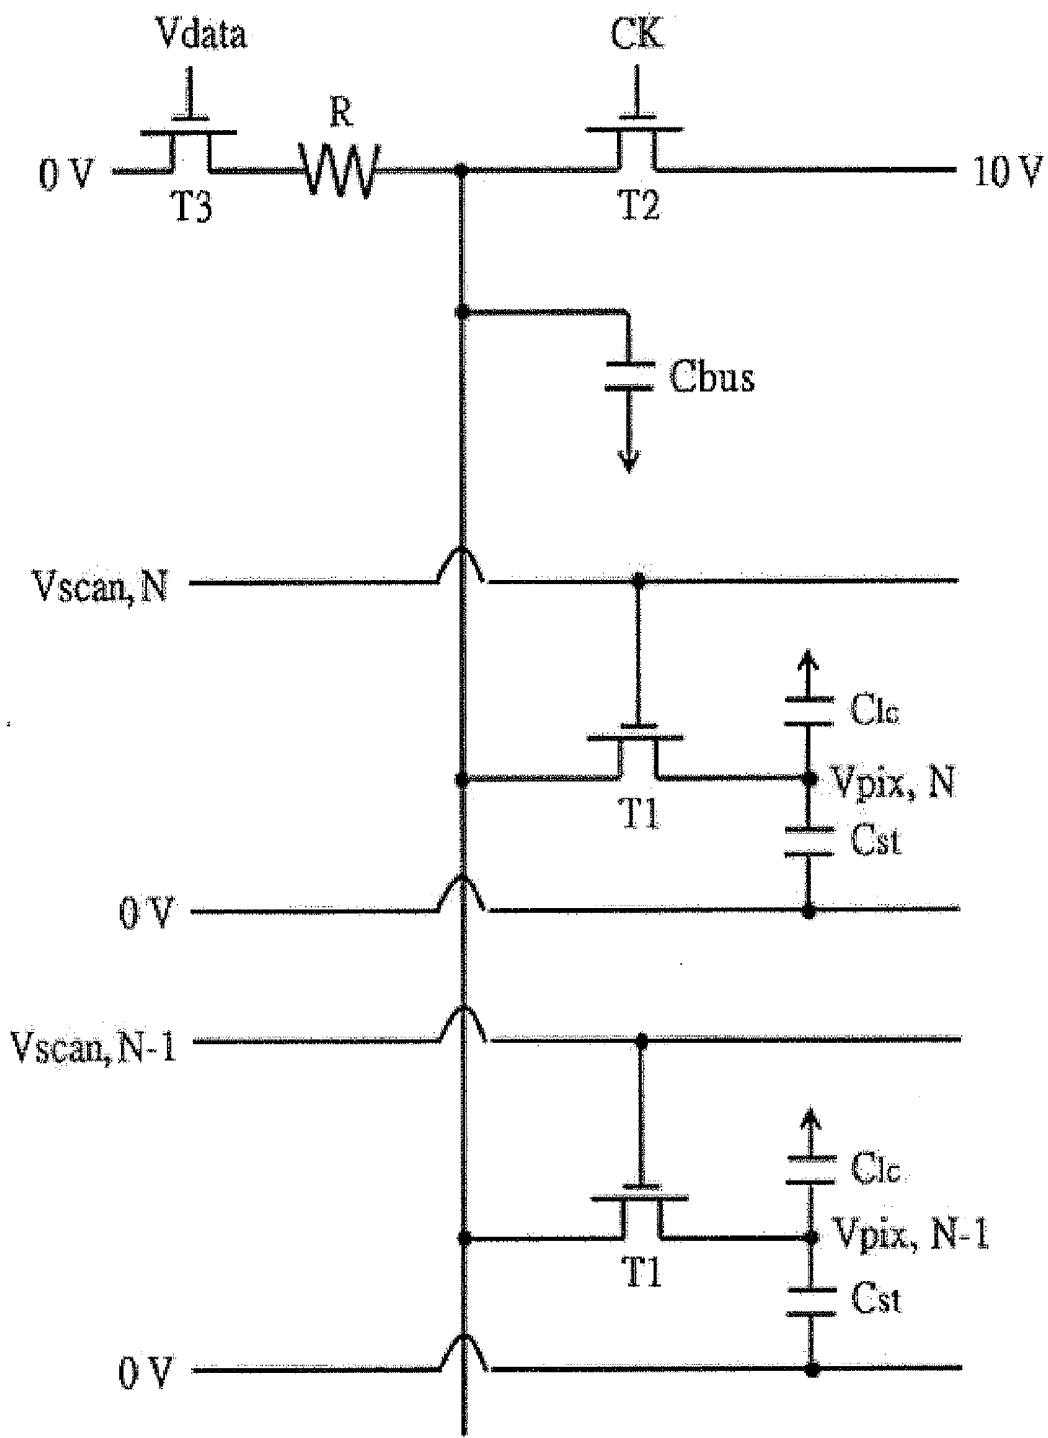 Vdata
CK
R
0 V
10 V
T3
T2
Cbus
Vscan, N
Clc
Vpix, N
T1
Cst
0 V
Vscan, N-1
Clc
Vpix, N-1
T1
Cst
0 V